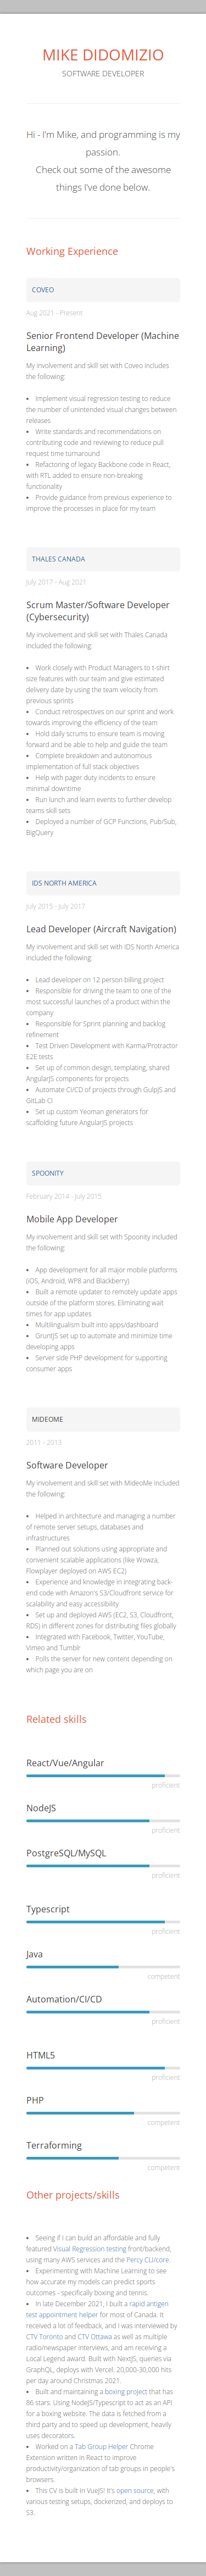 MIKE DIDOMIZIO
SOFTWARE DEVELOPER
Hi - I'm Mike, and programming is my
passion.
Check out some of the awesome
things I've done below.
Working Experience
COVEO
Aug 2021 - Present
Senior Frontend Developer (Machine
Learning)
My involvement and skill set with Coveo includes
the following:
• Implement visual regression testing to reduce
the number of unintended visual changes between
releases
• Write standards and recommendations on
contributing code and reviewing to reduce pull
request time turnaround
• Refactoring of legacy Backbone code in React,
with RTL added to ensure non-breaking
functionality
• Provide guidance from previous experience to
improve the processes in place for my team
THALES CANADA
July 2017 - Aug 2021
Scrum Master/Software Developer
(Cybersecurity)
My involvement and skill set with Thales Canada
included the following:
• Work closely with Product Managers to t-shirt
size features with our team and give estimated
delivery date by using the team velocity from
previous sprints
• Conduct retrospectives on our sprint and work
towards improving the efficiency of the team
• Hold daily scrums to ensure team is moving
forward and be able to help and guide the team
• Complete breakdown and autonomous
implementation of full stack objectives
• Help with pager duty incidents to ensure
minimal downtime
• Run lunch and learn events to further develop
teams skill sets
• Deployed a number of GCP Functions, Pub/Sub,
BigQuery
IDS NORTH AMERICA
July 2015 - July 2017
Lead Developer (Aircraft Navigation)
My involvement and skill set with IDS North America
included the following:
• Lead developer on 12 person billing project
• Responsible for driving the team to one of the
most successful launches of a product within the
company
• Responsible for Sprint planning and backlog
refinement
• Test Driven Development with Karma/Protractor
E2E tests
• Set up of common design, templating, shared
AngularJS components for projects
• Automate CI/CD of projects through GulpJS and
GitLab CI
• Set up custom Yeoman generators for
scaffolding future AngularJS projects
SPOONITY
February 2014 - July 2015
Mobile App Developer
My involvement and skill set with Spoonity included
the following:
• App development for all major mobile platforms
(iOS, Android, WP8 and Blackberry)
• Built a remote updater to remotely update apps
outside of the platform stores. Eliminating wait
times for app updates
• Multilingualism built into apps/dashboard
• GruntJS set up to automate and minimize time
developing apps
• Server side PHP development for supporting
consumer apps
MIDEOME
2011 - 2013
Software Developer
My involvement and skill set with MideoMe included
the following:
• Helped in architecture and managing a number
of remote server setups, databases and
infrastructures
• Planned out solutions using appropriate and
convenient scalable applications (like Wowza,
Flowplayer deployed on AWS EC2)
• Experience and knowledge in integrating back-
end code with Amazon's S3/Cloudfront service for
scalability and easy accessibility
• Set up and deployed AWS (EC2, S3, Cloudfront,
RDS) in different zones for distributing files globally
• Integrated with Facebook, Twitter, YouTube,
Vimeo and Tumblr
• Polls the server for new content depending on
which page you are on
Related skills
React/Vue/Angular
proficient
NodeJS
proficient
PostgreSQL/MySQL
proficient
Typescript
proficient
Java
competent
Automation/CI/CD
proficient
HTML5
proficient
PHP
competent
Terraforming
competent
Other projects/skills
• Seeing if I can build an affordable and fully
featured Visual Regression testing front/backend,
using many AWS services and the Percy CLI/core.
• Experimenting with Machine Learning to see
how accurate my models can predict sports
outcomes - specifically boxing and tennis.
• In late December 2021, I built a rapid antigen
test appointment helper for most of Canada. It
received a lot of feedback, and I was interviewed by
CTV Toronto and CTV Ottawa as well as multiple
radio/newspaper interviews, and am receiving a
Local Legend award. Built with NextJS, queries via
GraphQL, deploys with Vercel. 20,000-30,000 hits
per day around Christmas 2021.
• Built and maintaining a boxing project that has
86 stars. Using NodeJS/Typescript to act as an API
for a boxing website. The data is fetched from a
third party and to speed up development, heavily
uses decorators.
• Worked on a Tab Group Helper Chrome
Extension written in React to improve
productivity/organization of tab groups in people's
browsers.
• This CV is built in VueJS! It's open source, with
various testing setups, dockerized, and deploys to
S3.